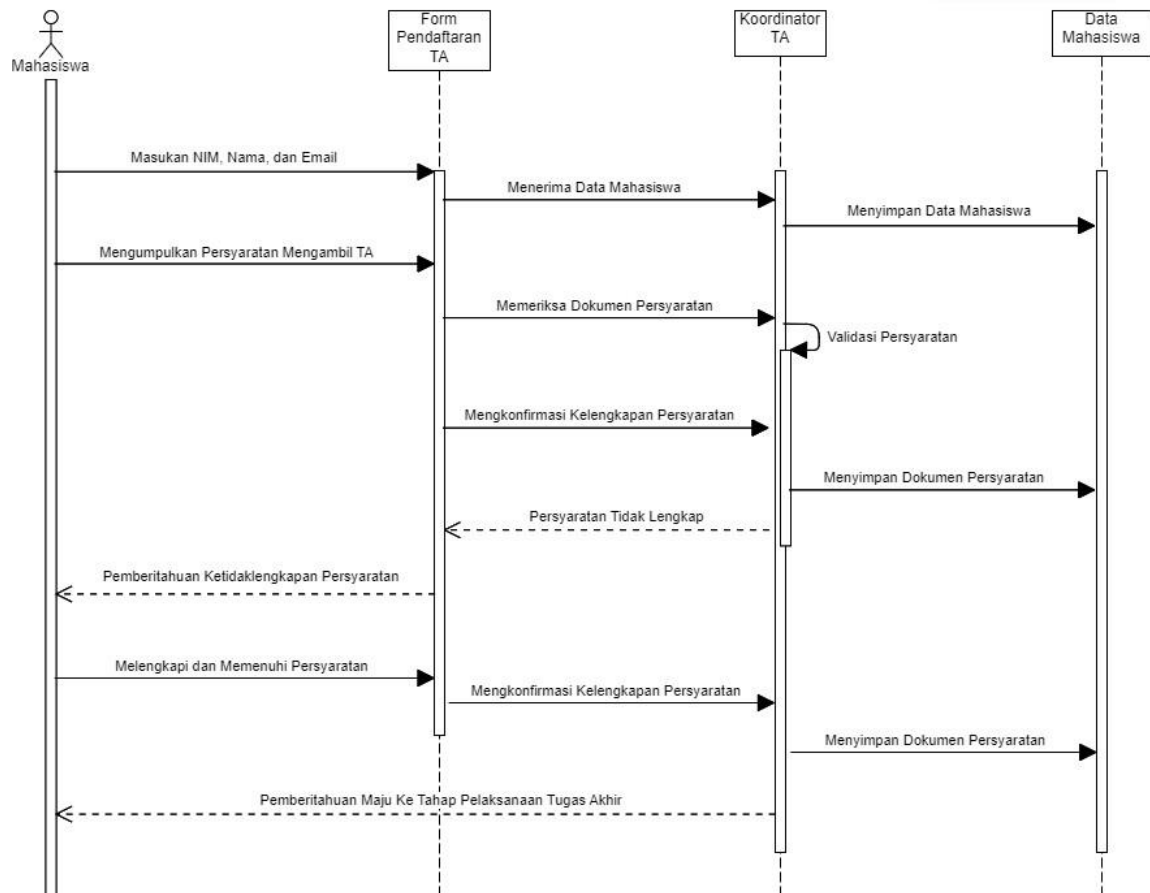 Mahasiswa
Form
Pendaftaran
TA
Koordinator
TA
Data
Mahasiswa
Masukan NIM, Nama, dan Email
Menerima Data Mahasiswa
Menyimpan Data Mahasiswa
Mengumpulkan Persyaratan Mengambil TA
Memeriksa Dokumen Persyaratan
Validasi Persyaratan
Mengkonfirmasi Kelengkapan Persyaratan
Menyimpan Dokumen Persyaratan
Persyaratan Tidak Lengkap
Pemberitahuan Ketidaklengkapan Persyaratan
Melengkapi dan Memenuhi Persyaratan
Mengkonfirmasi Kelengkapan Persyaratan
Menyimpan Dokumen Persyaratan
Pemberitahuan Maju Ke Tahap Pelaksanaan Tugas Akhir